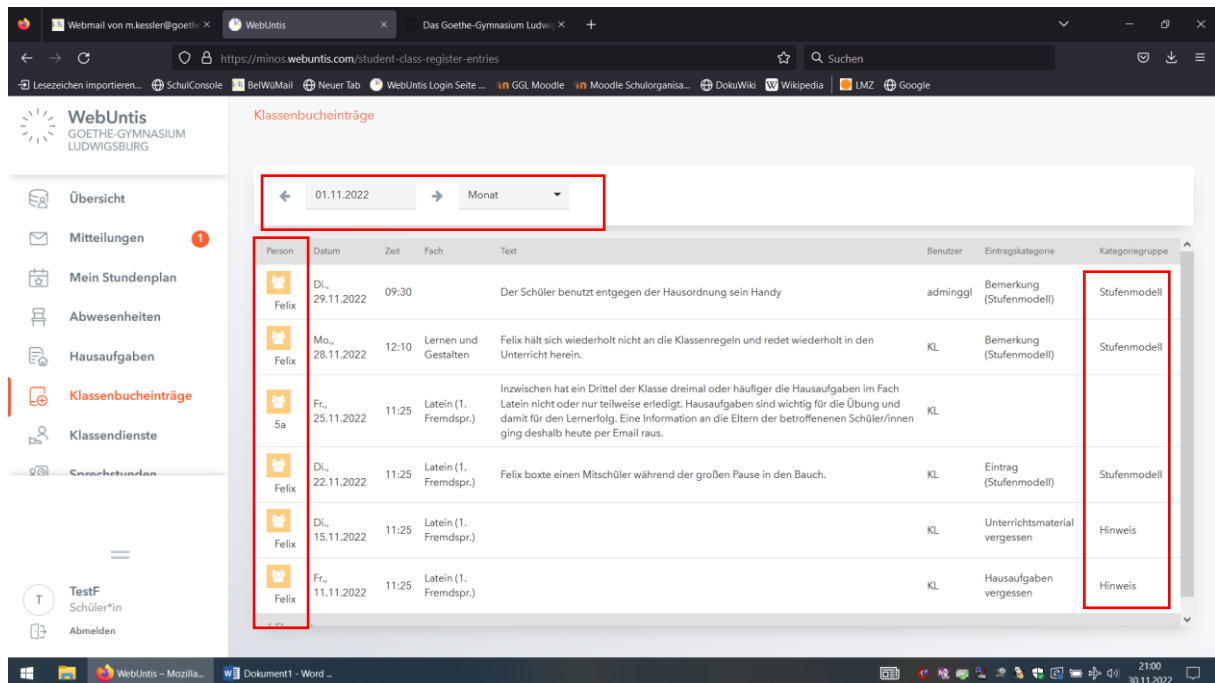 Webmail von m.kessler@goeth
WebUntis
Das Goethe-Gymnasium Ludwig
https://minos.webuntis.com/student-class-register-entries
Suchen
Lesezeichen importieren...
SchulConsole
BelWüMail
Neuer Tab
WebUntis Login Seite ...
GGL Moodle
Moodle Schulorganisa...
DokuWiki
Wikipedia
LMZ
Google
WebUntis
GOETHE-GYMNASIUM
LUDWIGSBURG
Übersicht
Mitteilungen 1
Mein Stundenplan
Abwesenheiten
Hausaufgaben
Klassenbucheinträge
Klassendienste
Sprechstunden
T
TestF
Schüler*in
Abmelden
Klassenbucheinträge
01.11.2022 Monat
Person Datum Zeit Fach Text Benutzer Eintragskategorie Kategoriegruppe
Felix
Di.,
29.11.2022
09:30
Der Schüler benutzt entgegen der Hausordnung sein Handy
adminggl
Bemerkung
(Stufenmodell)
Stufenmodell
Felix
Mo.,
28.11.2022
12:10
Lernen und
Gestalten
Felix hält sich wiederholt nicht an die Klassenregeln und redet wiederholt in den
Unterricht herein.
KL
Bemerkung
(Stufenmodell)
Stufenmodell
5a
Fr.,
25.11.2022
11:25
Latein (1.
Fremdspr.)
Inzwischen hat ein Drittel der Klasse dreimal oder häufiger die Hausaufgaben im Fach
Latein nicht oder nur teilweise erledigt. Hausaufgaben sind wichtig für die Übung und
damit für den Lernerfolg. Eine Information an die Eltern der betroffenenen Schüler/innen
ging deshalb heute per Email raus.
KL
Felix
Di.,
22.11.2022
11:25
Latein (1.
Fremdspr.)
Felix boxte einen Mitschüler während der großen Pause in den Bauch.
KL
Eintrag
(Stufenmodell)
Stufenmodell
Felix
Di.,
15.11.2022
11:25
Latein (1.
Fremdspr.)
KL
Unterrichtsmaterial
vergessen
Hinweis
Felix
Fr.,
11.11.2022
11:25
Latein (1.
Fremdspr.)
KL
Hausaufgaben
vergessen
Hinweis
WebUntis – Mozilla...
Dokument1 - Word ...
21:00
30.11.2022